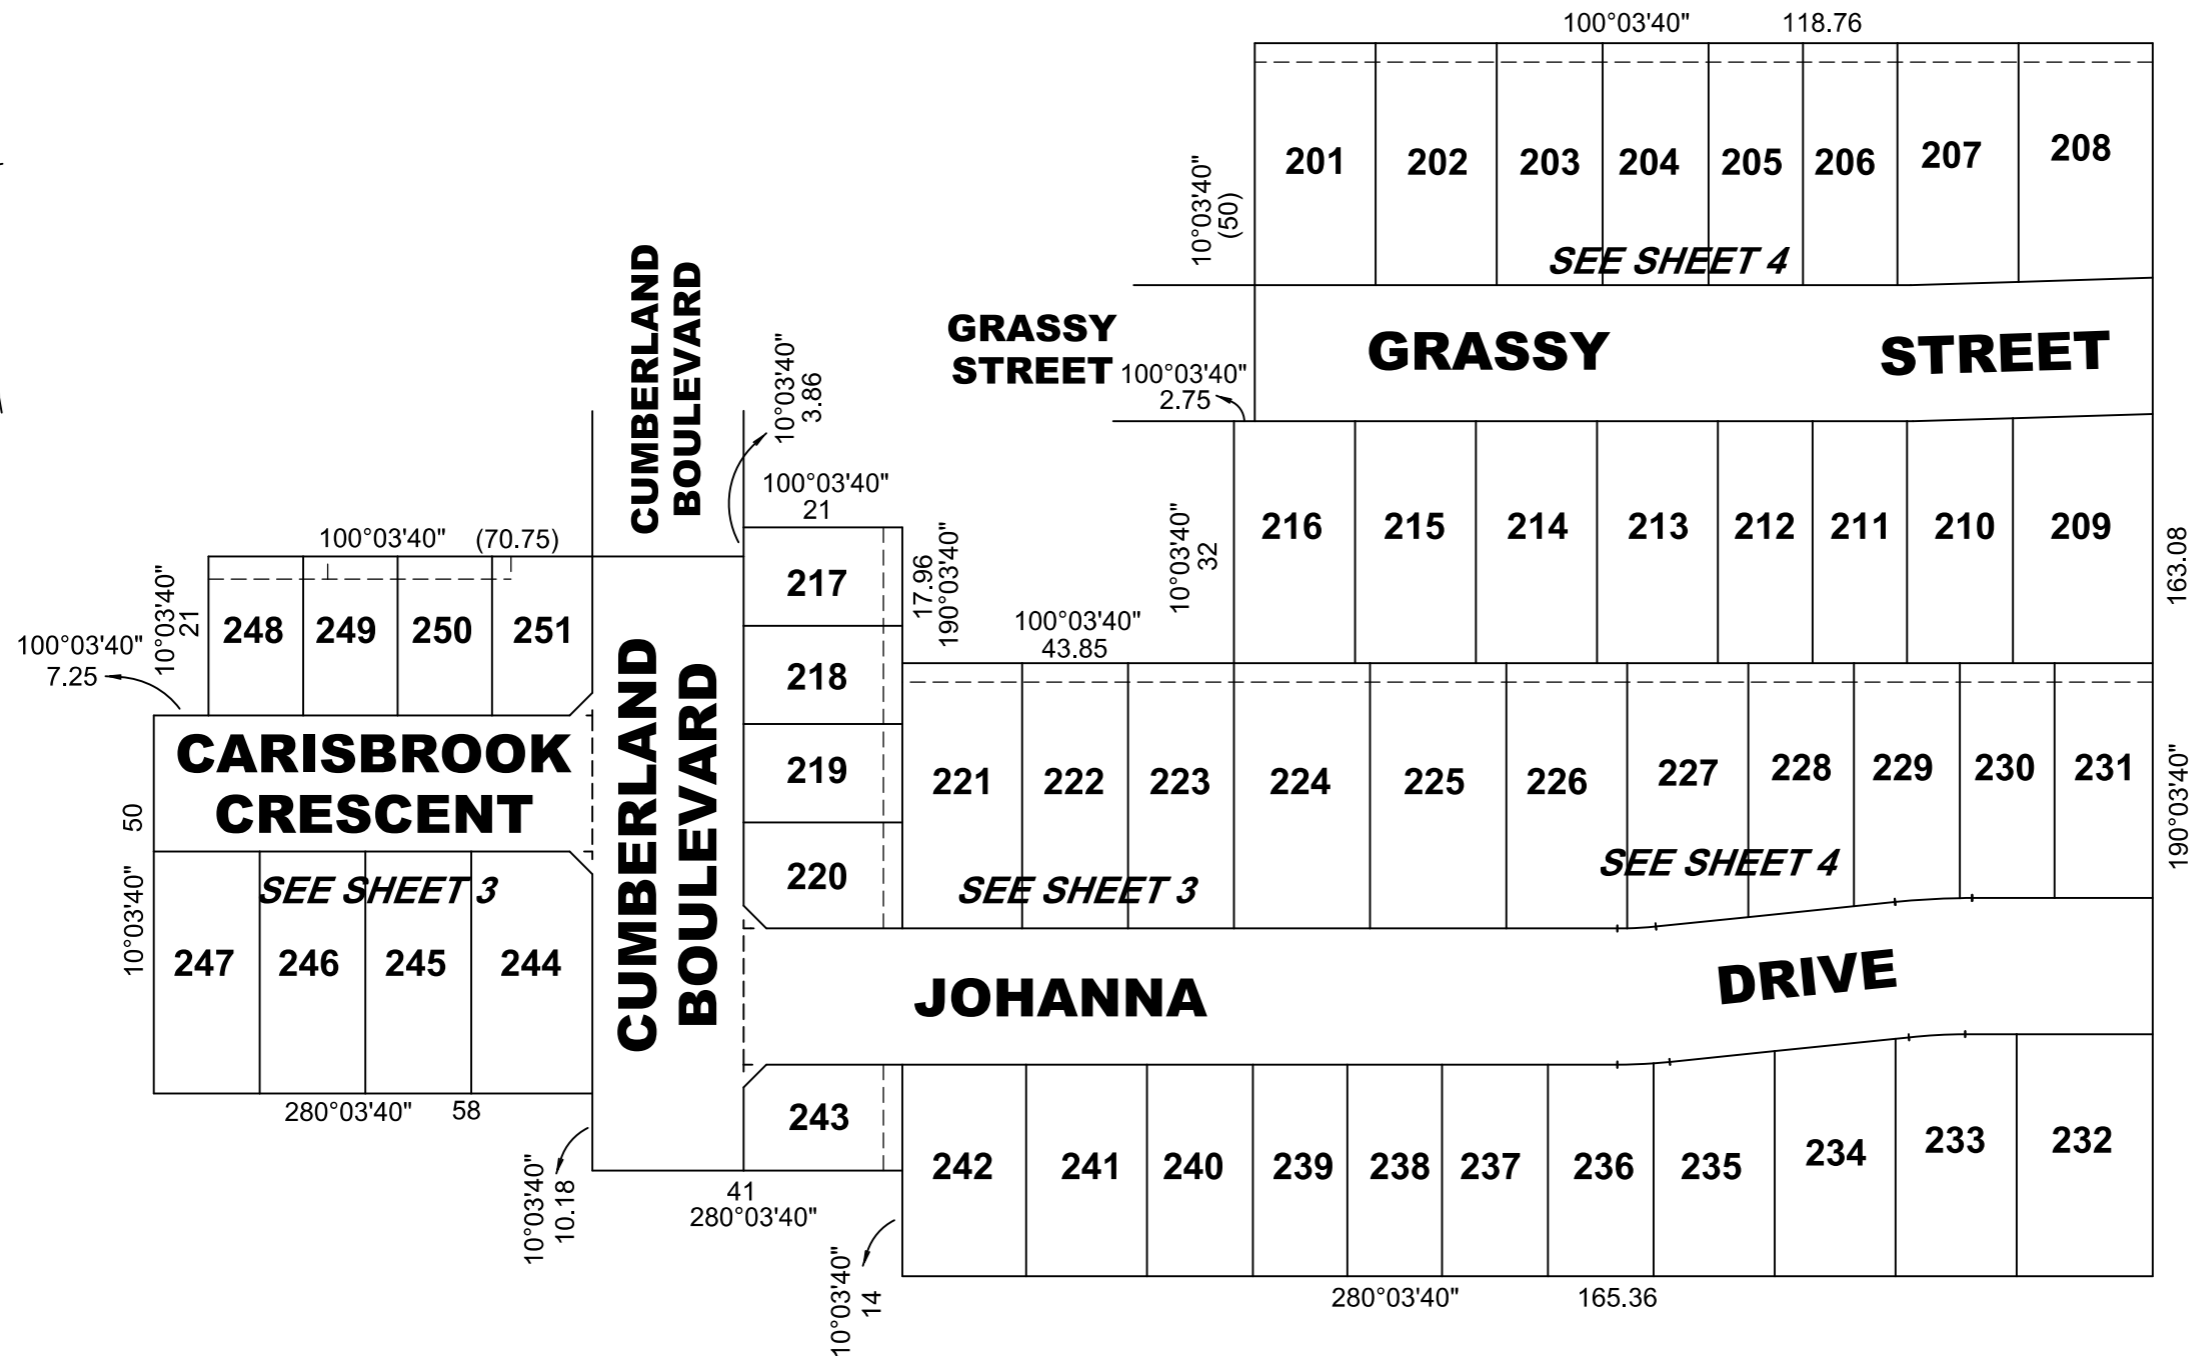 100°03'40" 118.76
201 202 203 204 205 206 207 208
10°03'40"
(50)
SEE SHEET 4
CUMBERLAND
BOULEVARD
GRASSY
STREET
GRASSY STREET
100°03'40"
2.75
10°03'40"
3.86
100°03'40"
21
216 215 214 213 212 211 210 209
10°03'40"
32
163.08
190°03'40"
100°03'40" (70.75)
10°03'40"
21
248 249 250 251
100°03'40"
7.25
217
218
219
220
17.96
190°03'40"
100°03'40"
43.85
CARISBROOK
CRESCENT
CUMBERLAND
BOULEVARD
221 222 223 224 225 226 227 228 229 230 231
SEE SHEET 3
SEE SHEET 4
50
10°03'40"
SEE SHEET 3
247 246 245 244
280°03'40" 58
JOHANNA DRIVE
10°03'40"
10.18
243
41
280°03'40"
242 241 240 239 238 237 236 235 234 233 232
10°03'40"
14
280°03'40" 165.36